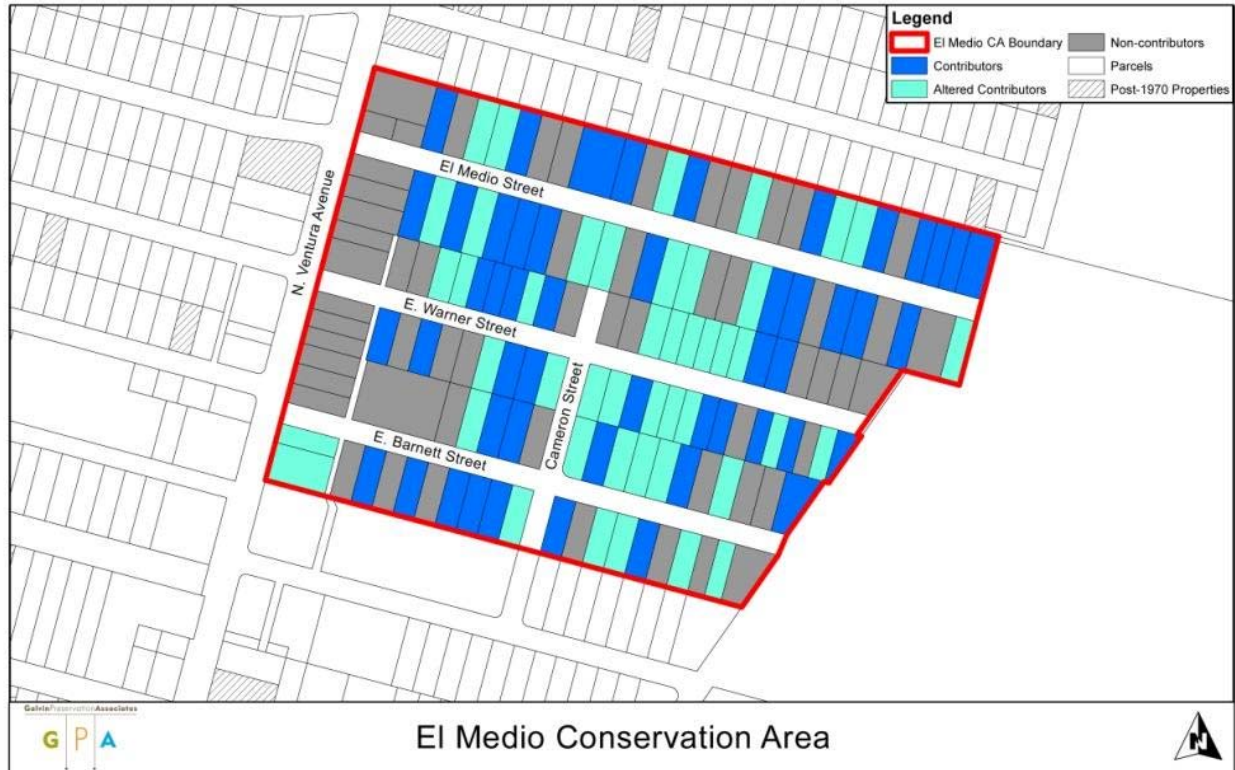 Legend
El Medio CA Boundary
Non-contributors
Contributors
Parcels
Altered Contributors
Post-1970 Properties
El Medio Street
N. Ventura Avenue
E. Warner Street
Cameron Street
E. Barnett Street
GalvinPreservationAssociates
G P A
El Medio Conservation Area
N